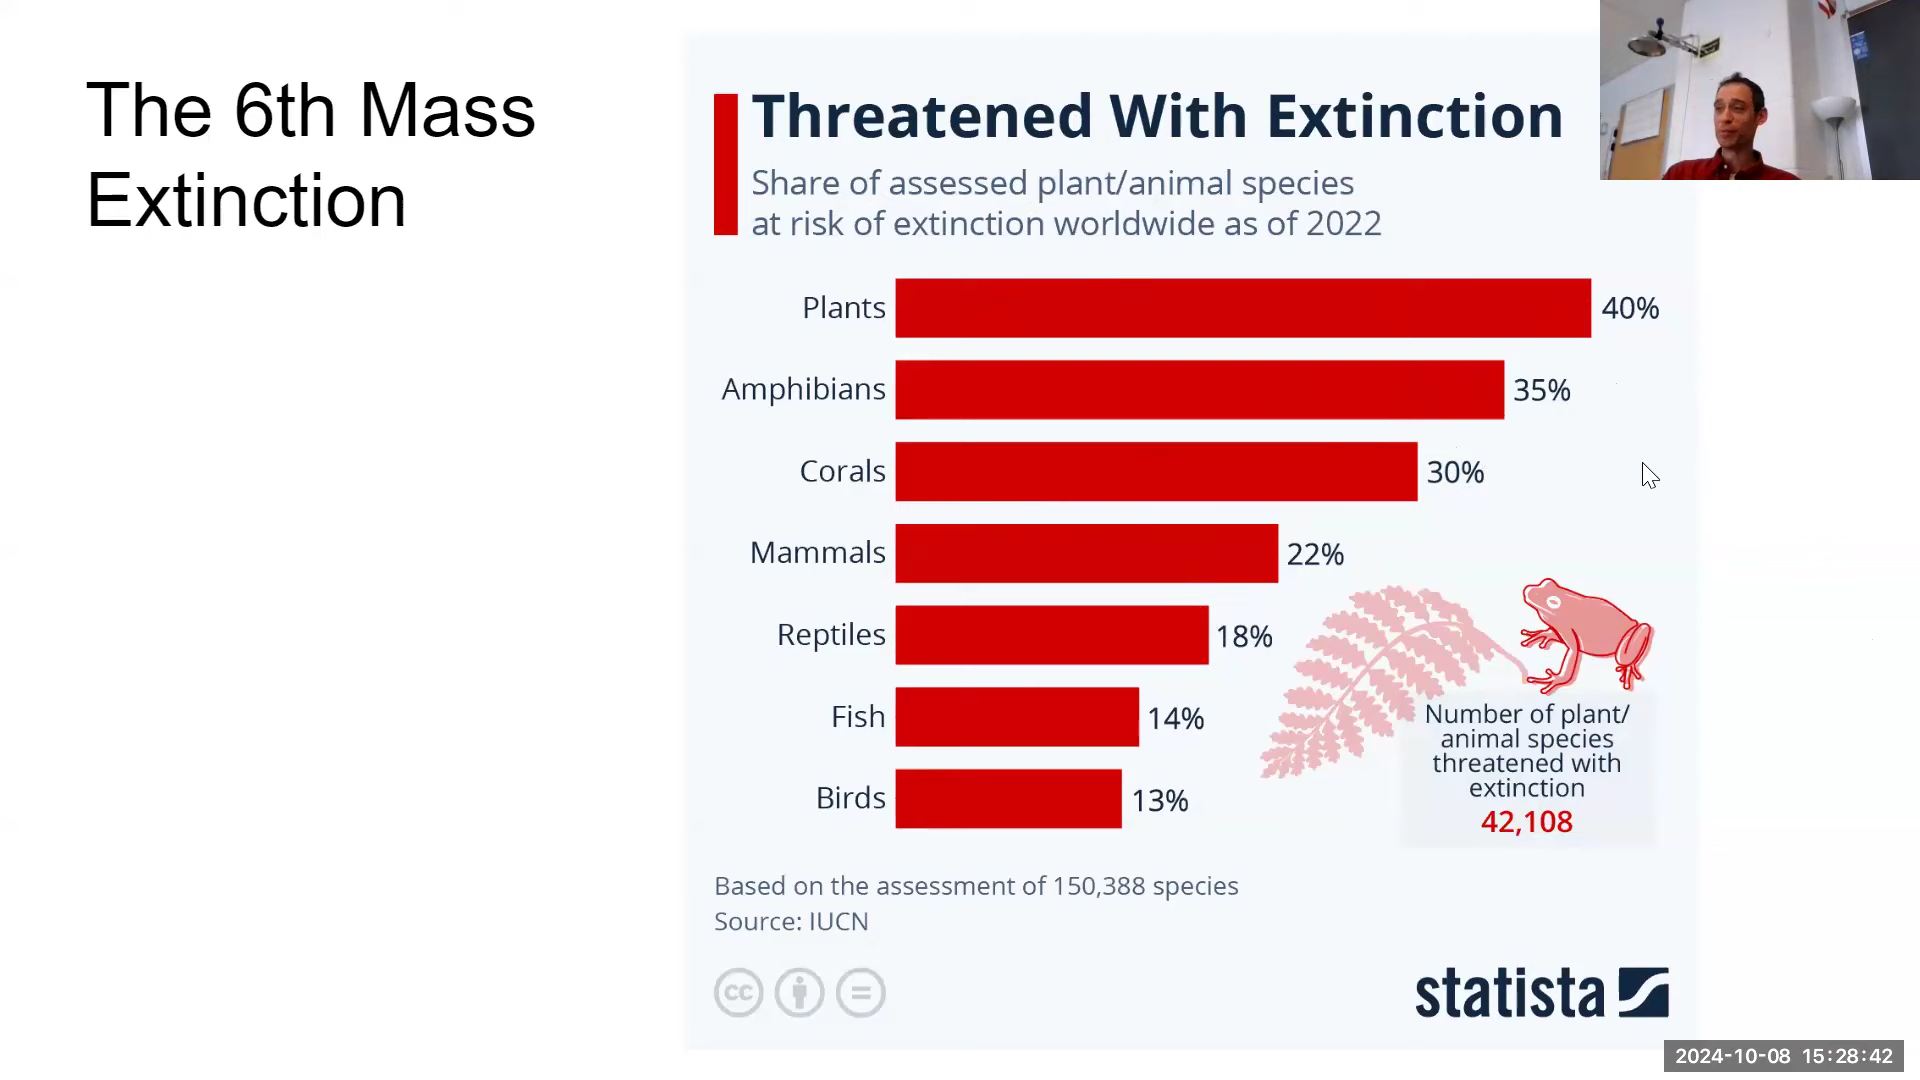 The 6th Mass
Extinction
Threatened With Extinction
Share of assessed plant/animal species
at risk of extinction worldwide as of 2022
Plants 40%
Amphibians 35%
Corals 30%
Mammals 22%
Reptiles 18%
Fish 14%
Birds 13%
Number of plant/
animal species
threatened with
extinction
42,108
Based on the assessment of 150,388 species
Source: IUCN
cc
statista
2024-10-08 15:28:42